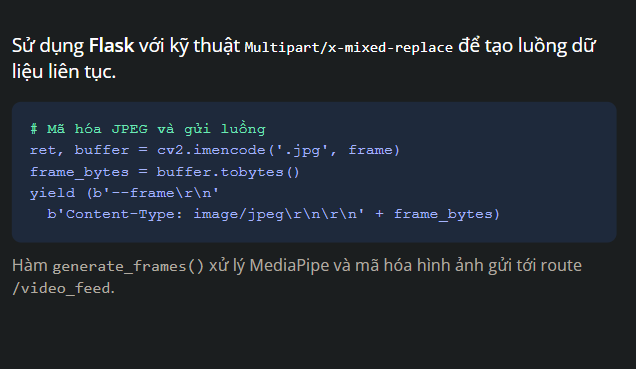 Sử dụng Flask với kỹ thuật Multipart/x-mixed-replace để tạo luồng dữ
liệu liên tục.
# Mã hóa JPEG và gửi luồng
ret, buffer = cv2.imencode('.jpg', frame)
frame_bytes = buffer.tobytes()
yield (b'--frame\r\n'
  b'Content-Type: image/jpeg\r\n\r\n' + frame_bytes)
Hàm generate_frames() xử lý MediaPipe và mã hóa hình ảnh gửi tới route
/video_feed.